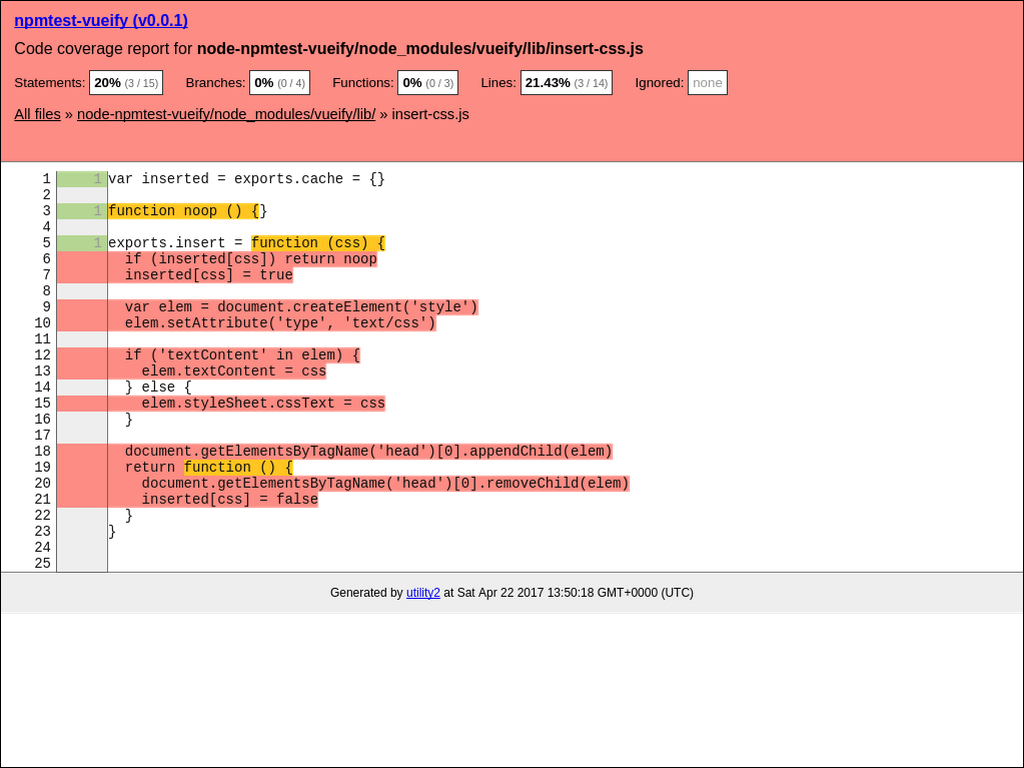 npmtest-vueify (v0.0.1)
Code coverage report for node-npmtest-vueify/node_modules/vueify/lib/insert-css.js
Statements: 20% (3 / 15) Branches: 0% (0 / 4) Functions: 0% (0 / 3) Lines: 21.43% (3 / 14) Ignored: none
All files » node-npmtest-vueify/node_modules/vueify/lib/ » insert-css.js
1 1 var inserted = exports.cache = {}
2
3 1 function noop () {}
4
5 1 exports.insert = function (css) {
6   if (inserted[css]) return noop
7   inserted[css] = true
8
9   var elem = document.createElement('style')
10   elem.setAttribute('type', 'text/css')
11
12   if ('textContent' in elem) {
13     elem.textContent = css
14   } else {
15     elem.styleSheet.cssText = css
16   }
17
18   document.getElementsByTagName('head')[0].appendChild(elem)
19   return function () {
20     document.getElementsByTagName('head')[0].removeChild(elem)
21     inserted[css] = false
22   }
23 }
24
25
Generated by utility2 at Sat Apr 22 2017 13:50:18 GMT+0000 (UTC)